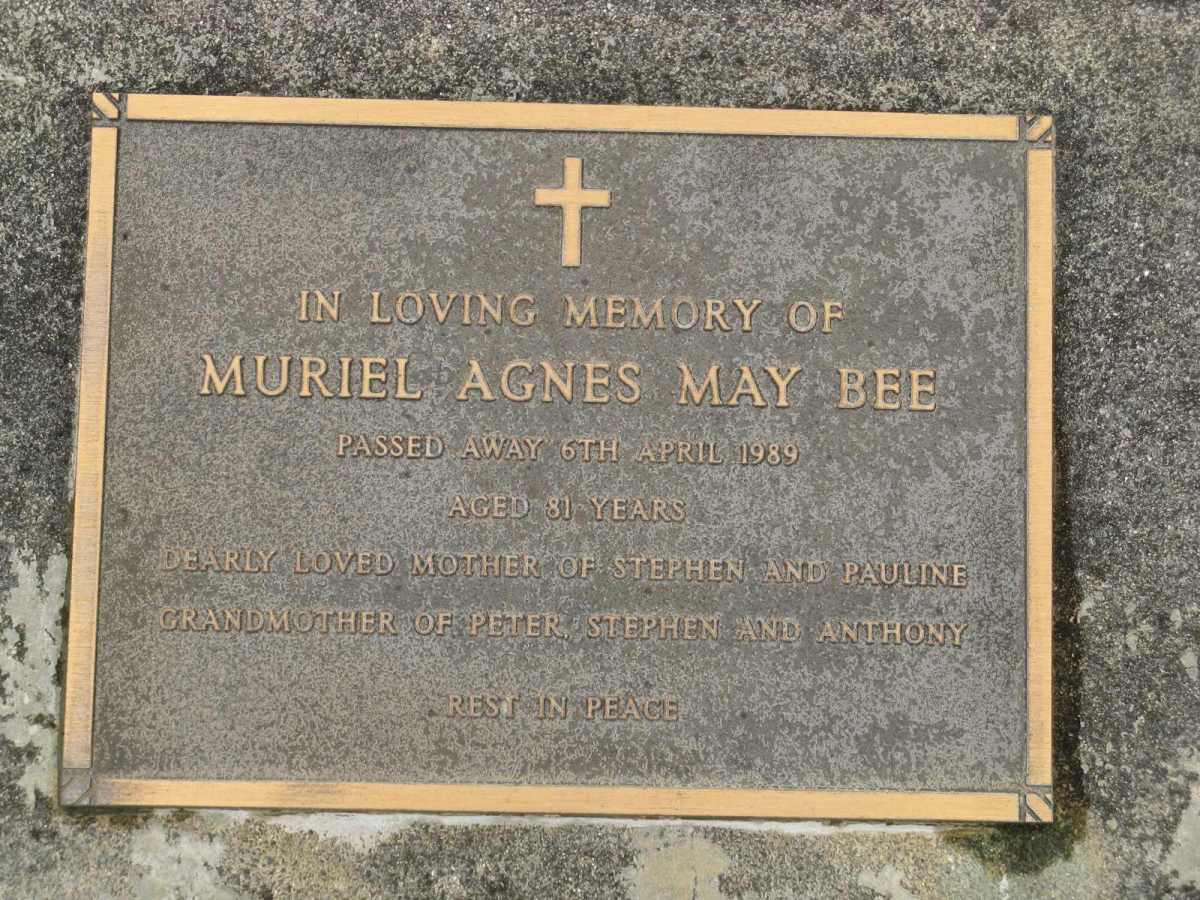 IN LOVING MEMORY OF
MURIEL AGNES MAY BEE
PASSED AWAY 6TH APRIL 1989
AGED 81 YEARS
DEARLY LOVED MOTHER OF STEPHEN AND PAULINE
GRANDMOTHER OF PETER, STEPHEN AND ANTHONY
REST IN PEACE